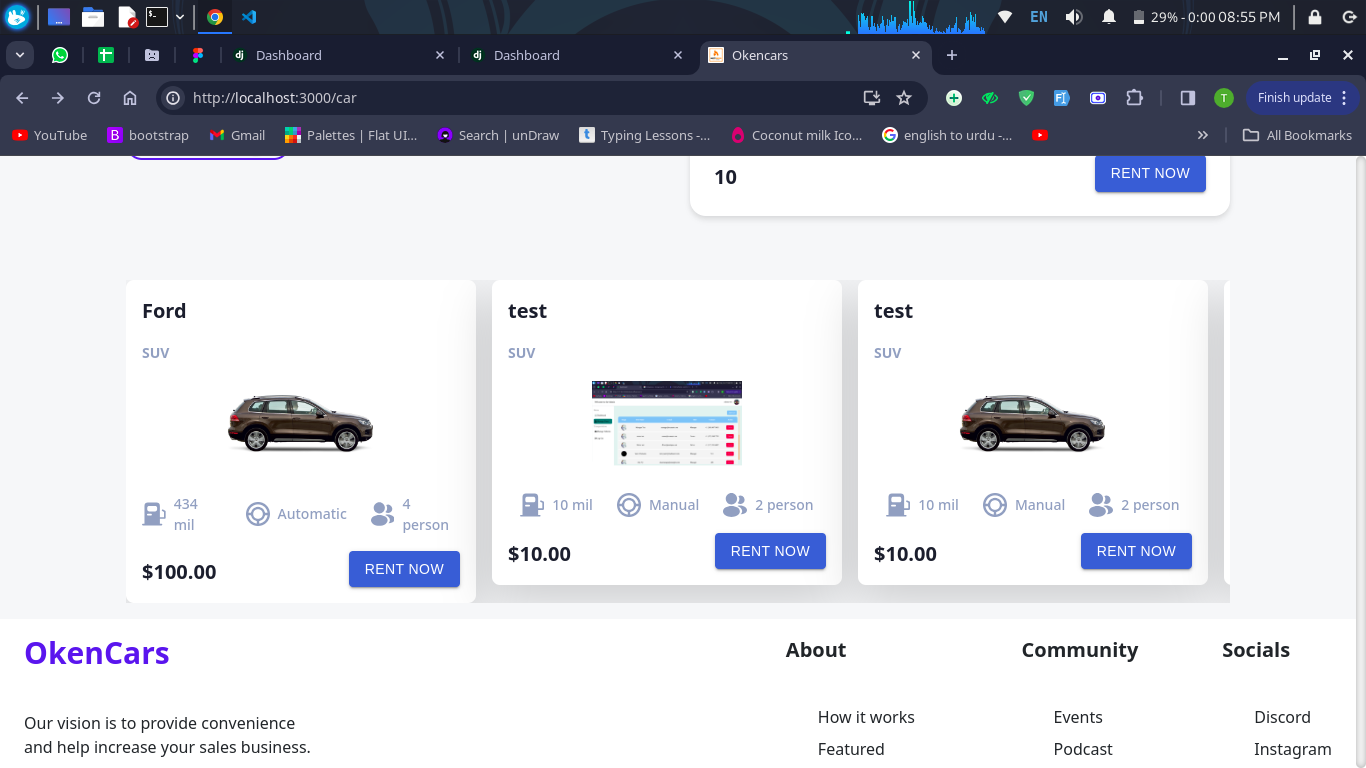 EN 29% - 0:00 08:55 PM
Dashboard Dashboard Okencars
http://localhost:3000/car Finish update
YouTube bootstrap Gmail Palettes | Flat UI... Search | unDraw Typing Lessons -... Coconut milk Ico... english to urdu -... All Bookmarks
10 RENT NOW
Ford test test
SUV SUV SUV
434 mil Automatic 4 person
10 mil Manual 2 person
10 mil Manual 2 person
$100.00 RENT NOW
$10.00 RENT NOW
$10.00 RENT NOW
OkenCars About Community Socials
Our vision is to provide convenience
and help increase your sales business.
How it works Events Discord
Featured Podcast Instagram